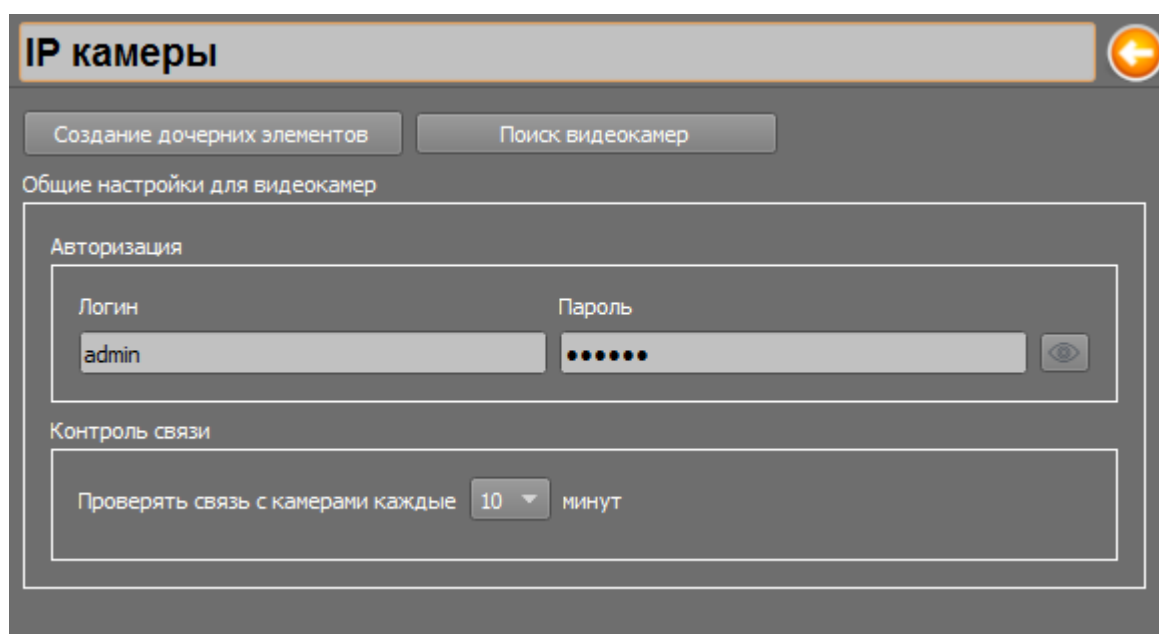 IP камеры
Создание дочерних элементов Поиск видеокамер
Общие настройки для видеокамер
Авторизация
Логин Пароль
admin ••••••
Контроль связи
Проверять связь с камерами каждые 10 минут